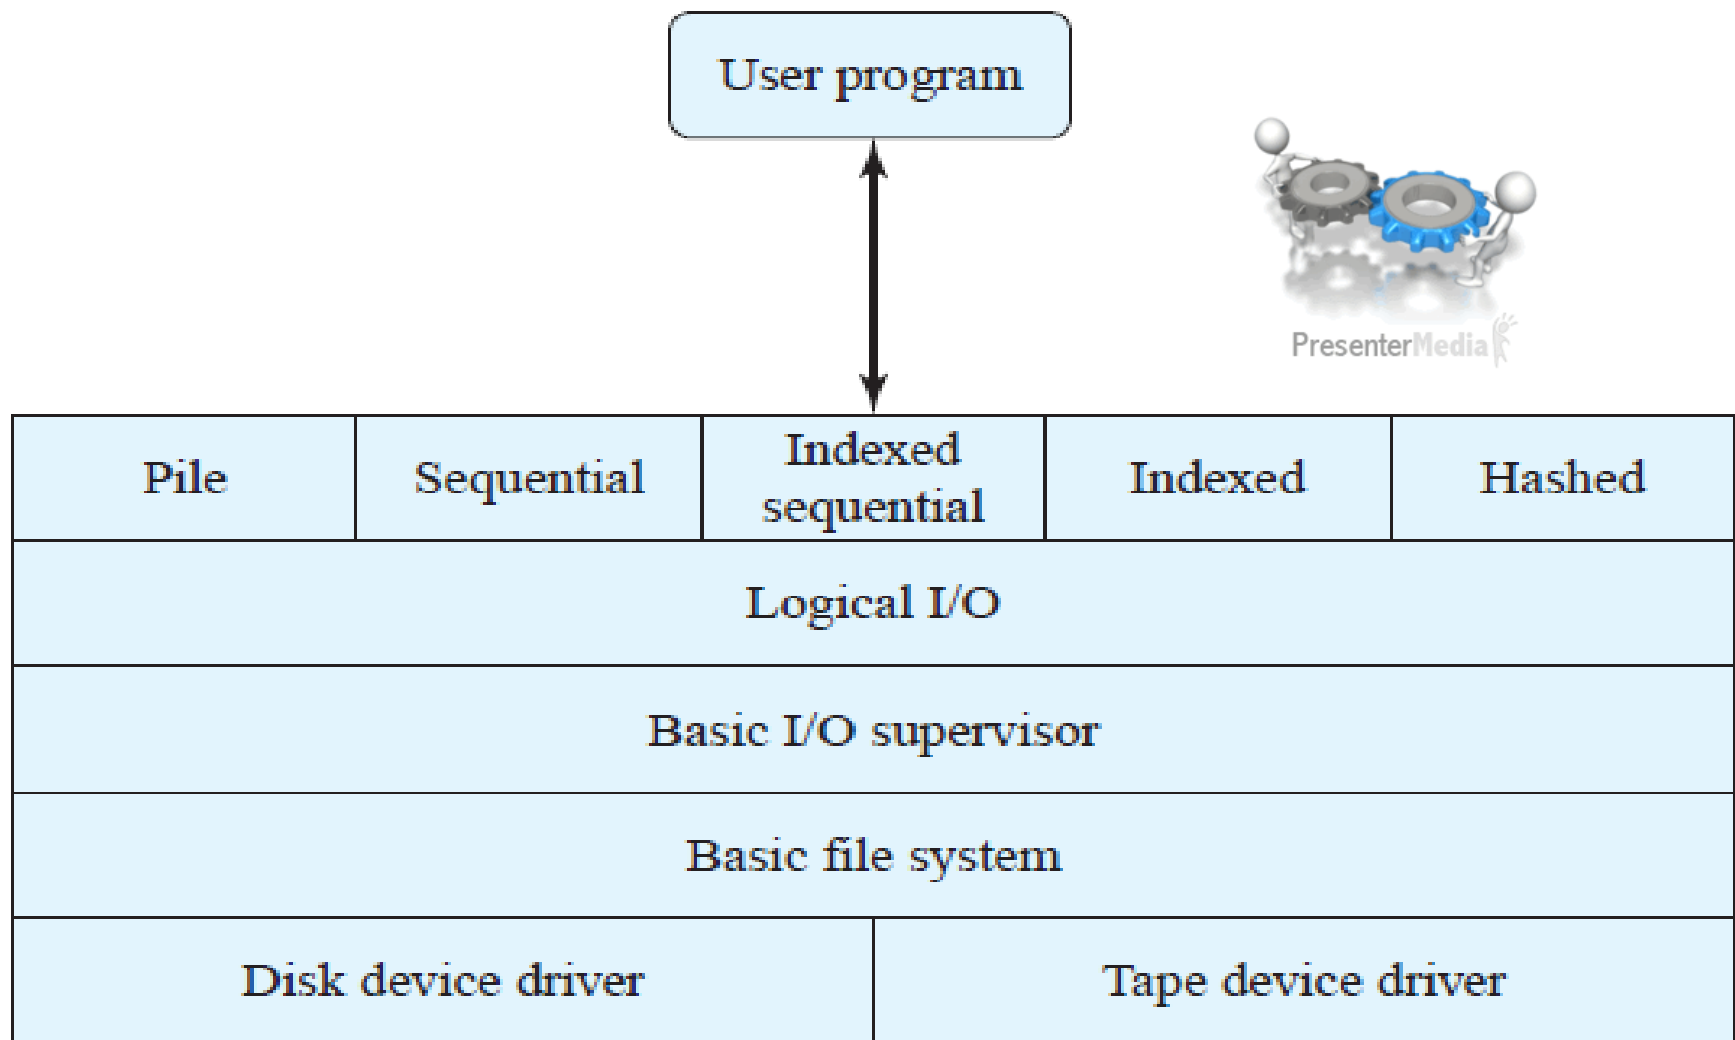 User program
PresenterMedia
Pile
Sequential
Indexed
sequential
Indexed
Hashed
Logical I/O
Basic I/O supervisor
Basic file system
Disk device driver
Tape device driver